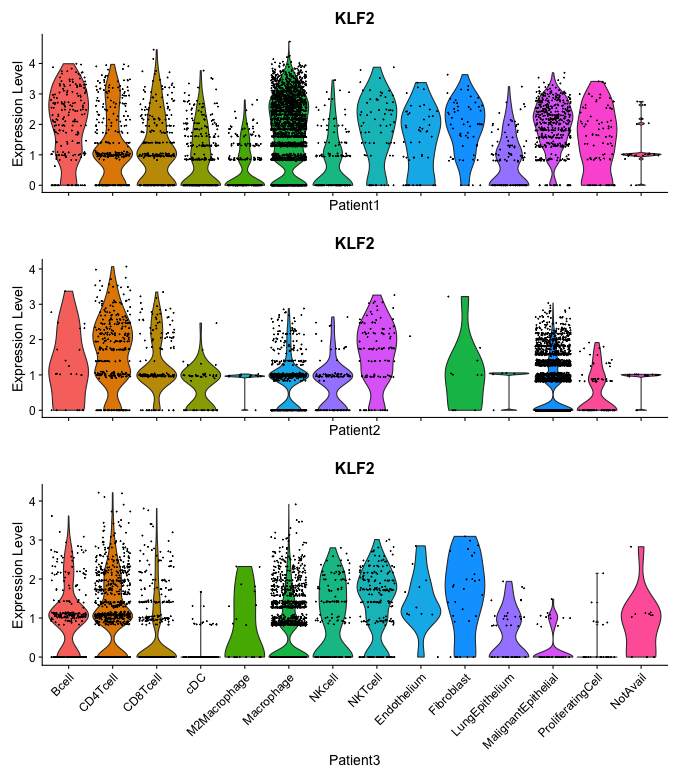 KLF2
Expression Level
4
3
2
1
0
Patient1
KLF2
Expression Level
4
3
2
1
0
Patient2
KLF2
Expression Level
4
3
2
1
0
Bcell
CD4Tcell
CD8Tcell
cDC
M2Macrophage
Macrophage
NKcell
NKTcell
Endothelium
Fibroblast
LungEpithelium
MalignantEpithelial
ProliferatingCell
NotAvail
Patient3